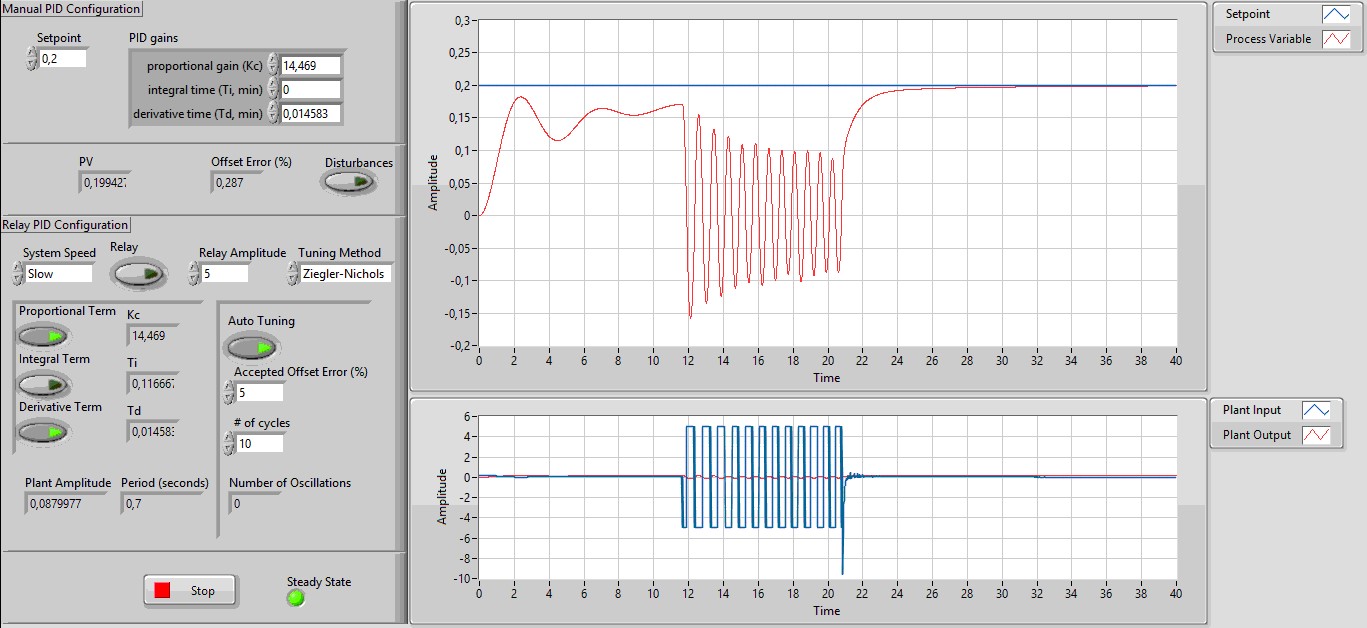 Manual PID Configuration
Setpoint
0,2
PID gains
proportional gain (Kc) 14,469
integral time (Ti, min) 0
derivative time (Td, min) 0,014583
PV
0,199427
Offset Error (%)
0,287
Disturbances
Relay PID Configuration
System Speed
Slow
Relay
Relay Amplitude
5
Tuning Method
Ziegler-Nichols
Proportional Term
Kc
14,469
Integral Term
Ti
0,116667
Derivative Term
Td
0,01458
Auto Tuning
Accepted Offset Error (%)
5
# of cycles
10
Plant Amplitude
0,0879977
Period (seconds)
0,7
Number of Oscillations
0
Stop
Steady State
Amplitude
0,3
0,25
0,2
0,15
0,1
0,05
0
-0,05
-0,1
-0,15
-0,2
0 2 4 6 8 10 12 14 16 18 20 22 24 26 28 30 32 34 36 38 40
Time
Setpoint
Process Variable
Amplitude
6
4
2
0
-2
-4
-6
-8
-10
0 2 4 6 8 10 12 14 16 18 20 22 24 26 28 30 32 34 36 38 40
Time
Plant Input
Plant Output